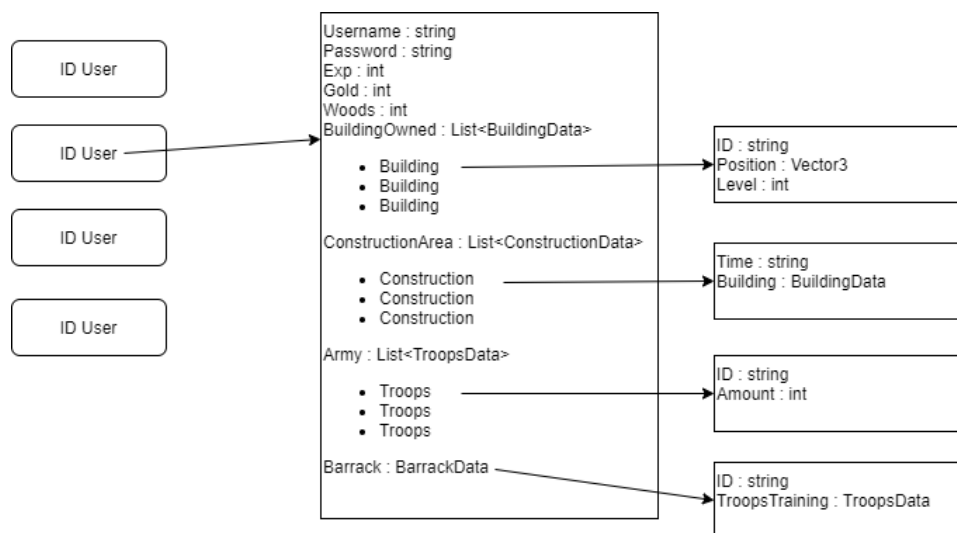 ID User
ID User
ID User
ID User
Username : string
Password : string
Exp : int
Gold : int
Woods : int
BuildingOwned : List<BuildingData>
• Building
• Building
• Building
ConstructionArea : List<ConstructionData>
• Construction
• Construction
• Construction
Army : List<TroopsData>
• Troops
• Troops
• Troops
Barrack : BarrackData
ID : string
Position : Vector3
Level : int
Time : string
Building : BuildingData
ID : string
Amount : int
ID : string
TroopsTraining : TroopsData